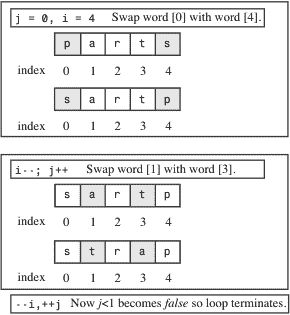 j = 0, i = 4 Swap word [0] with word [4].
p a r t s
index 0 1 2 3 4
s a r t p
index 0 1 2 3 4
i--; j++ Swap word [1] with word [3].
s a r t p
index 0 1 2 3 4
s t r a p
index 0 1 2 3 4
--i,++j Now j<1 becomes false so loop terminates.